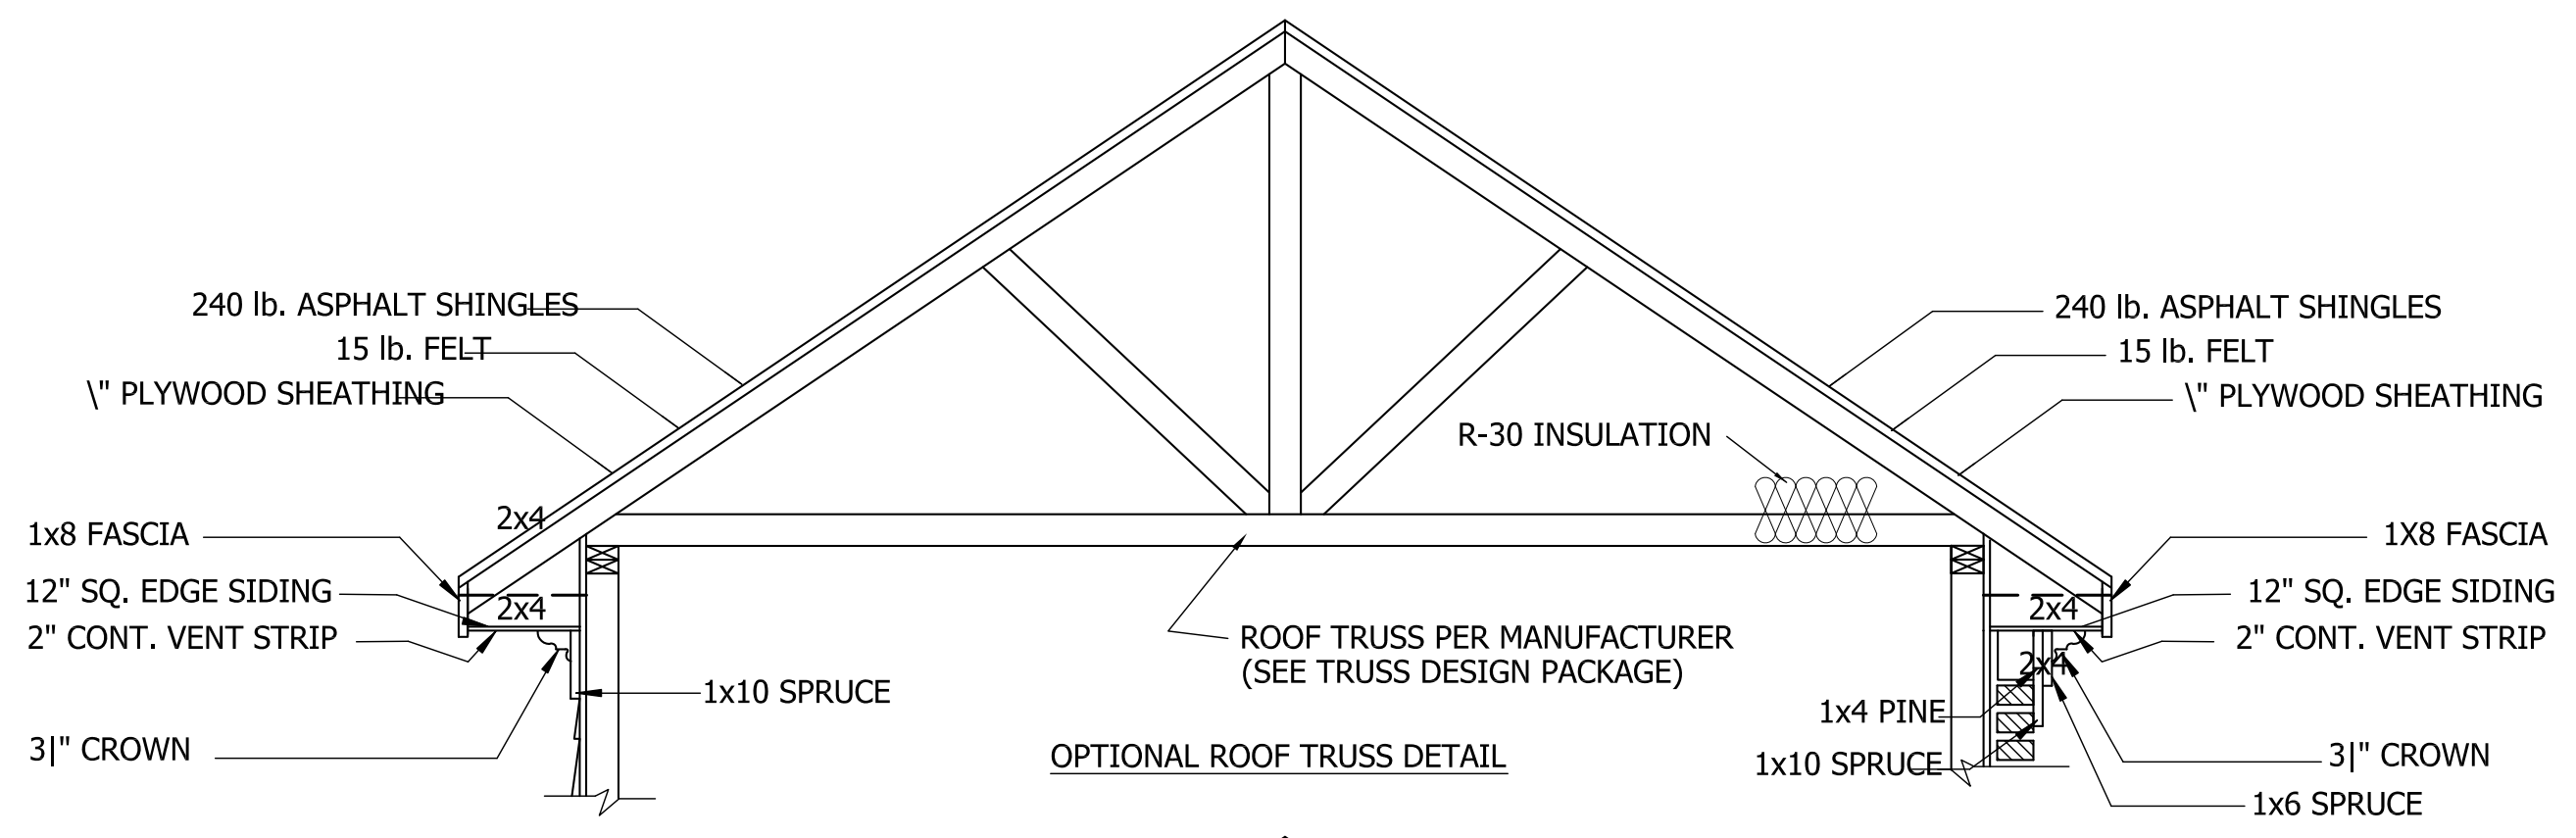 240 lb. ASPHALT SHINGLES
15 lb. FELT
\" PLYWOOD SHEATHING
2x4
1x8 FASCIA
12" SQ. EDGE SIDING
2x4
2" CONT. VENT STRIP
1x10 SPRUCE
3|" CROWN
R-30 INSULATION
ROOF TRUSS PER MANUFACTURER
(SEE TRUSS DESIGN PACKAGE)
OPTIONAL ROOF TRUSS DETAIL
240 lb. ASPHALT SHINGLES
15 lb. FELT
\" PLYWOOD SHEATHING
1X8 FASCIA
12" SQ. EDGE SIDING
2x4
2" CONT. VENT STRIP
2x4
1x4 PINE
1x10 SPRUCE
3|" CROWN
1x6 SPRUCE